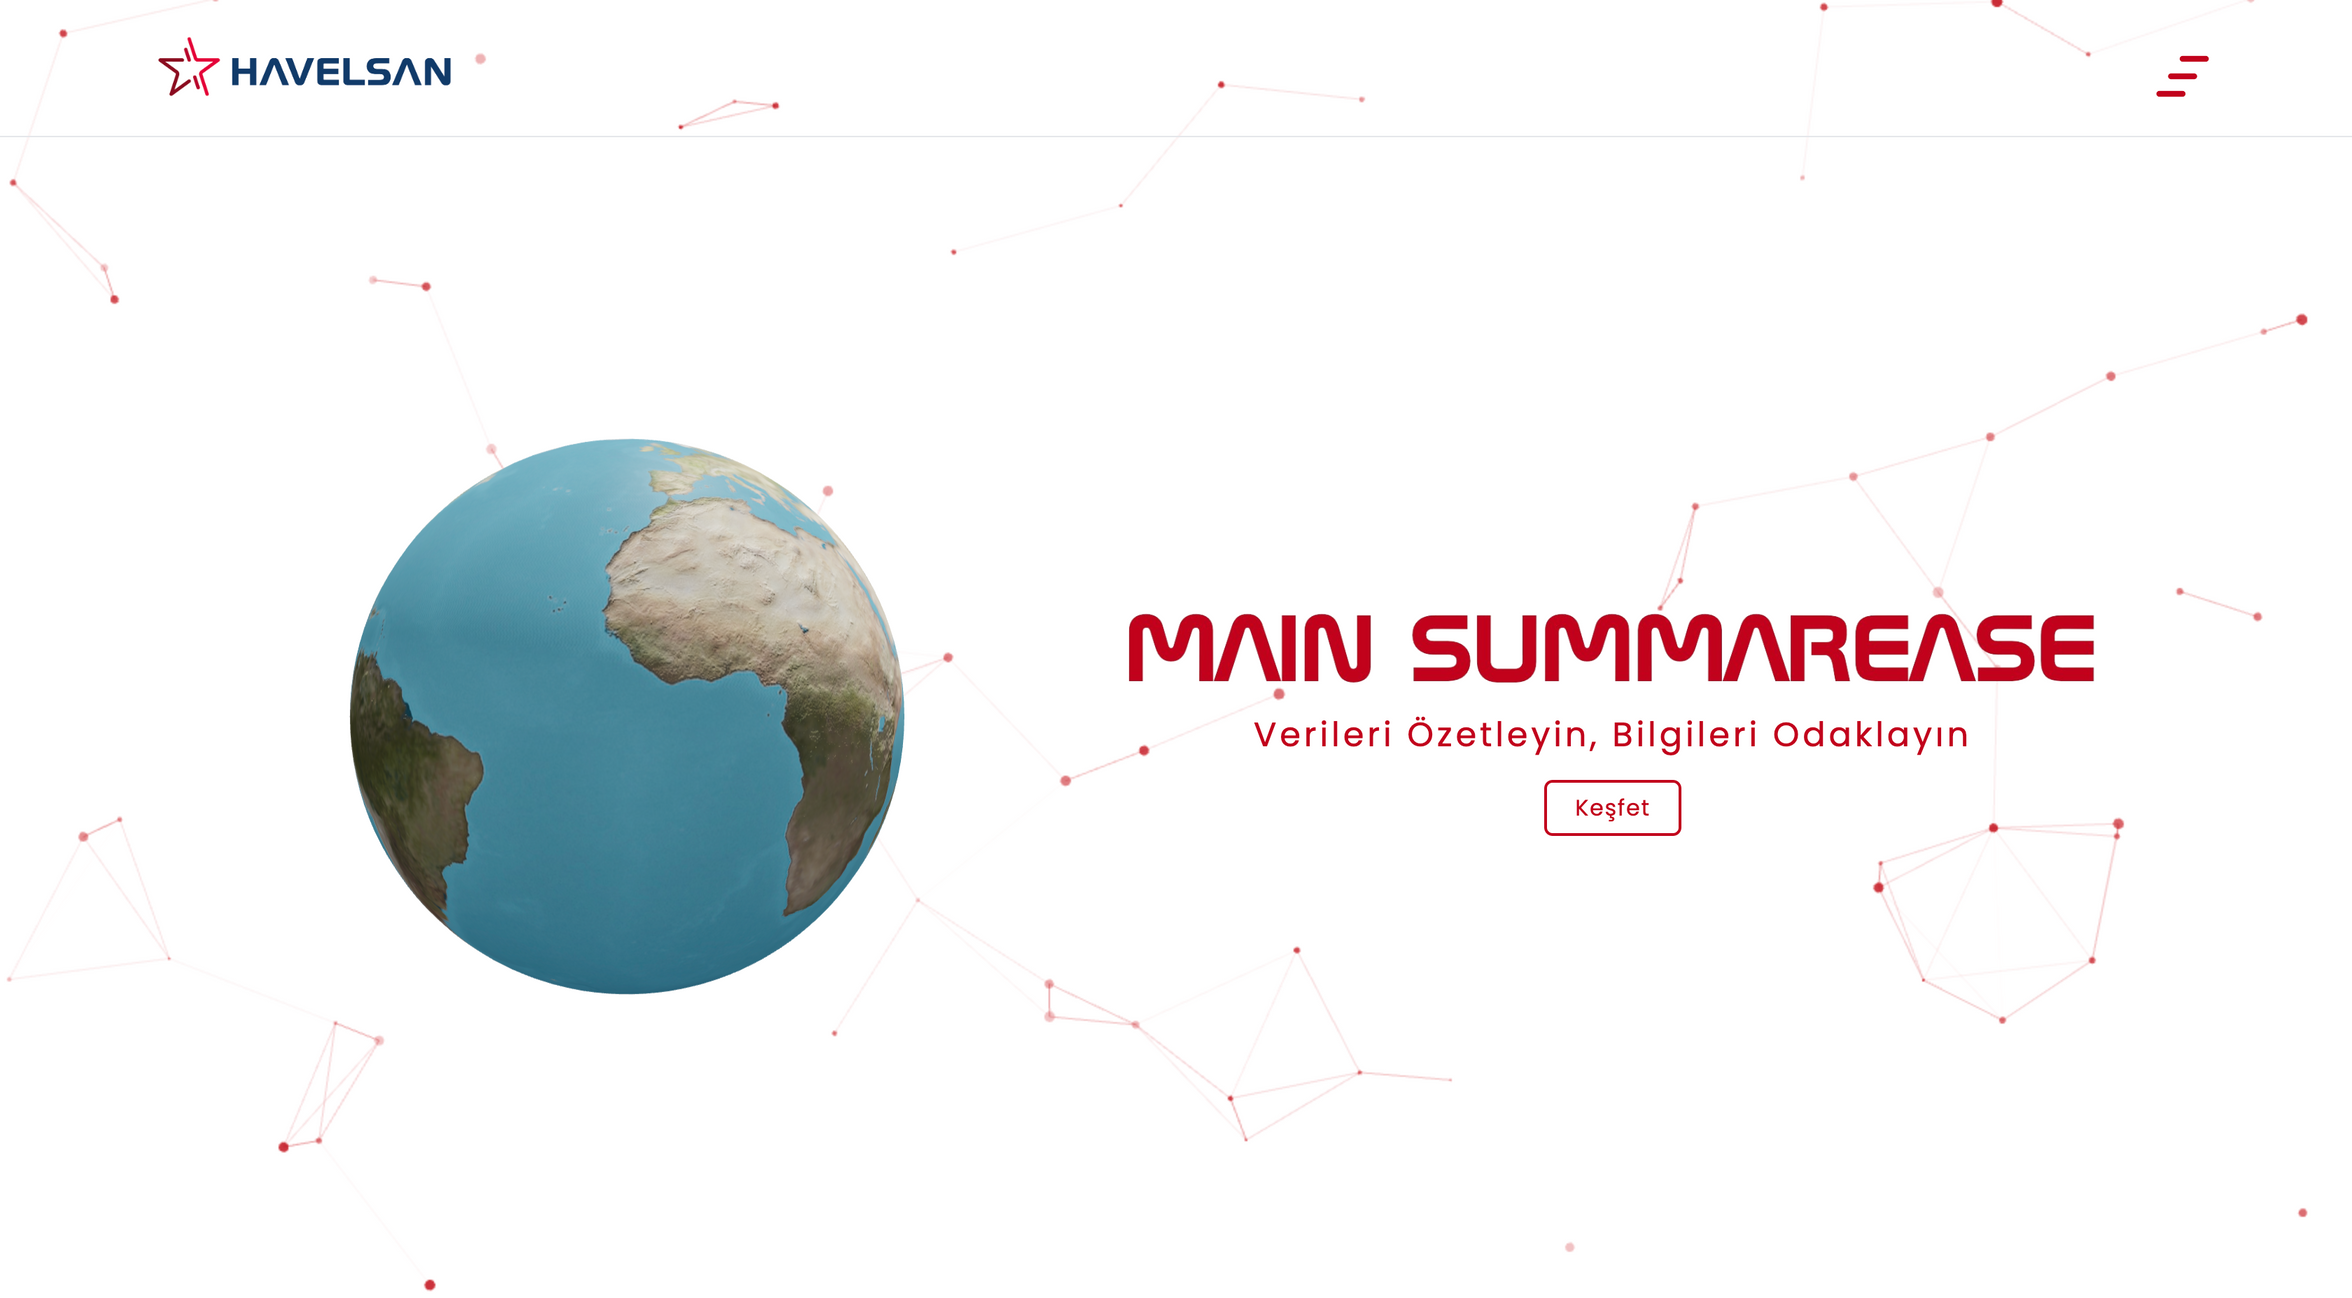 HAVELSAN
MAIN SUMMAREASE
Verileri Özetleyin, Bilgileri Odaklayın
Keşfet